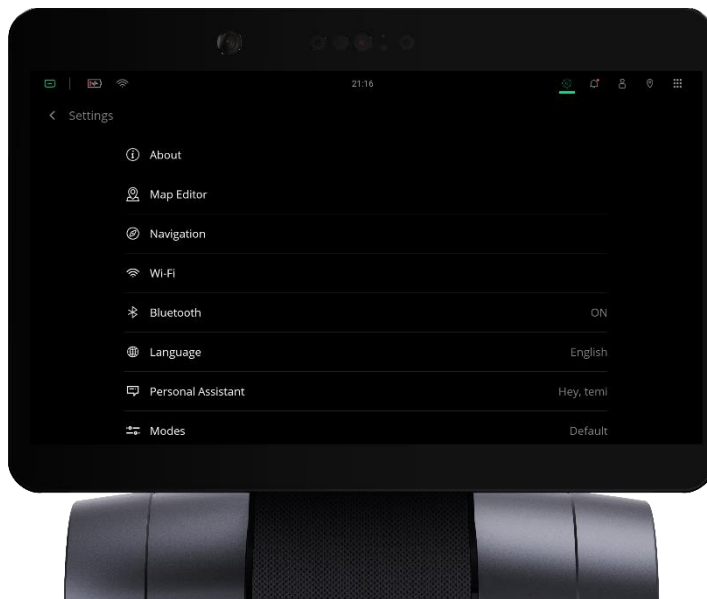 21:16
Settings
About
Map Editor
Navigation
Wi-Fi
Bluetooth ON
Language English
Personal Assistant Hey, temi
Modes Default